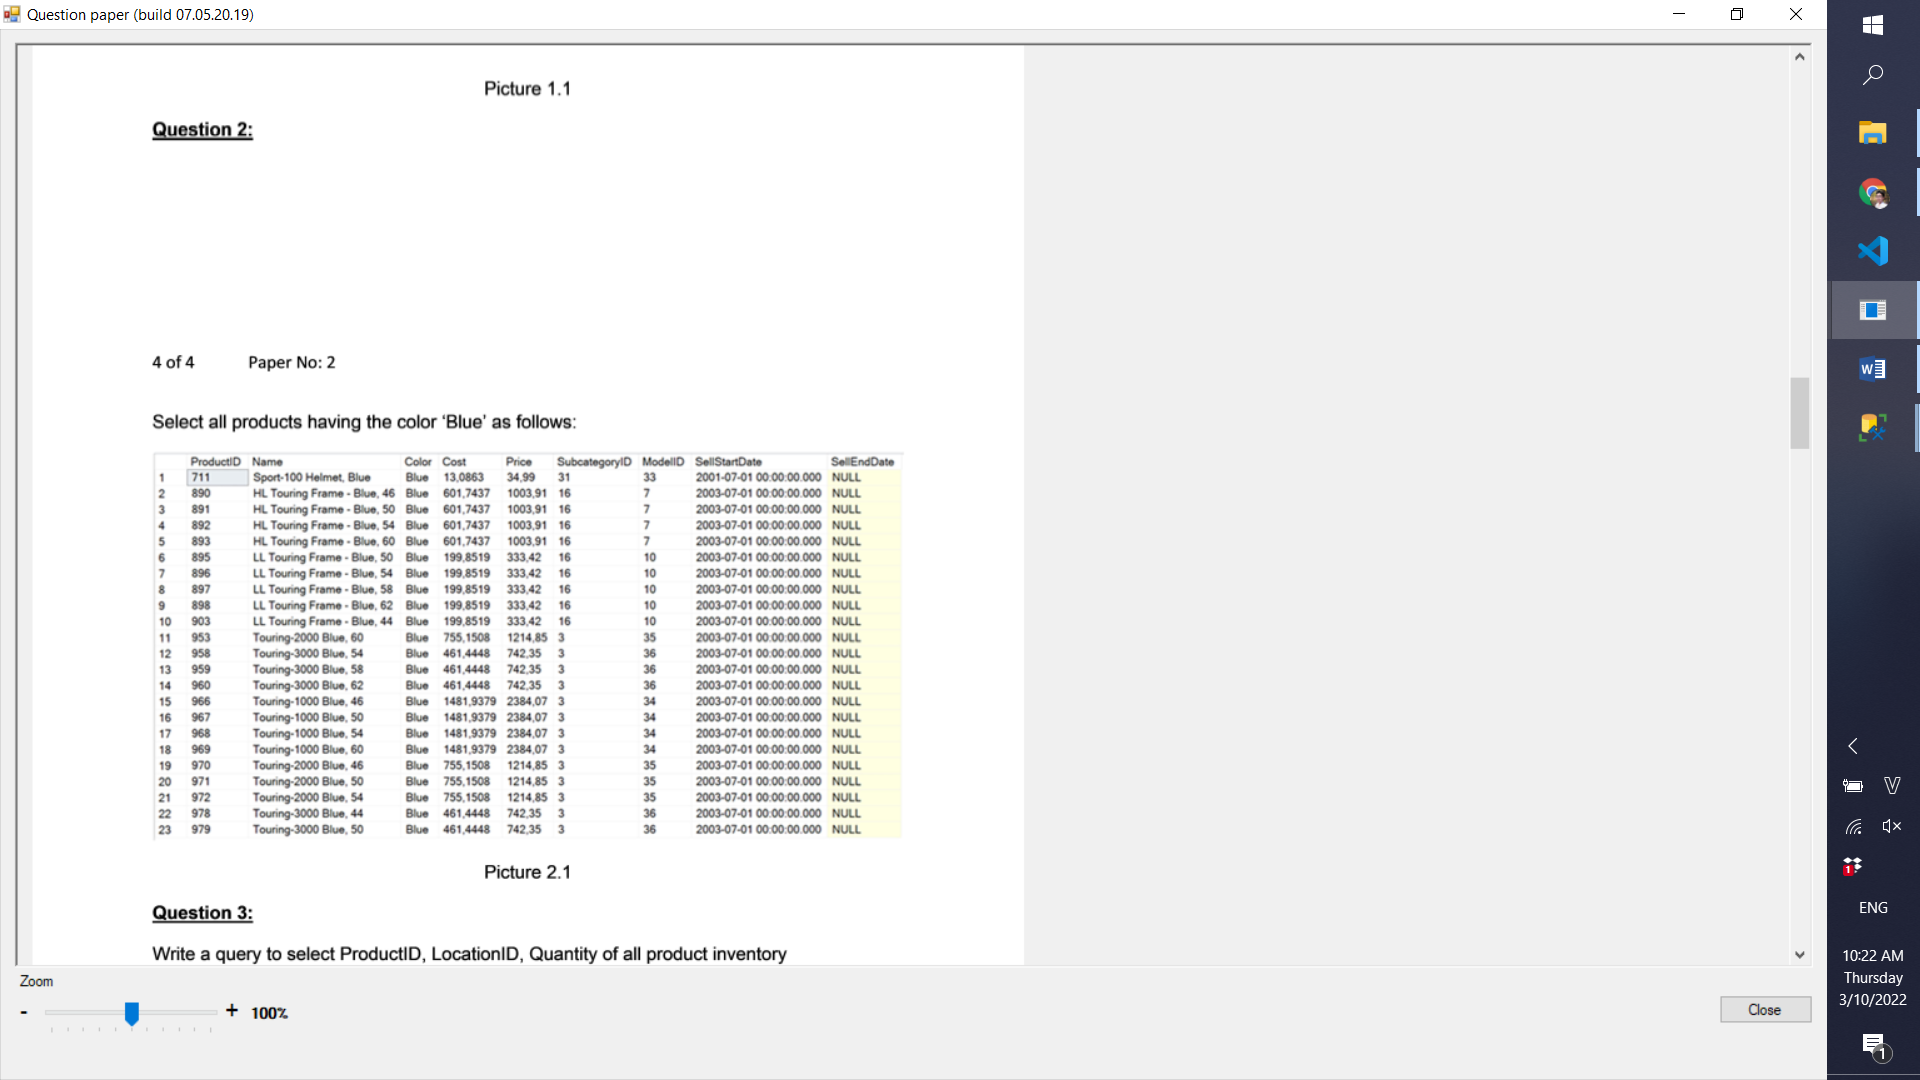 Question paper (build 07.05.20.19)
Picture 1.1
Question 2:
4 of 4 Paper No: 2
Select all products having the color ‘Blue’ as follows:
ProductID Name Color Cost Price SubcategoryID ModelID SellStartDate SellEndDate
1 711 Sport-100 Helmet, Blue Blue 13,0863 34,99 31 33 2001-07-01 00:00:00.000 NULL
2 890 HL Touring Frame - Blue, 46 Blue 601,7437 1003,91 16 7 2003-07-01 00:00:00.000 NULL
3 891 HL Touring Frame - Blue, 50 Blue 601,7437 1003,91 16 7 2003-07-01 00:00:00.000 NULL
4 892 HL Touring Frame - Blue, 54 Blue 601,7437 1003,91 16 7 2003-07-01 00:00:00.000 NULL
5 893 HL Touring Frame - Blue, 60 Blue 601,7437 1003,91 16 7 2003-07-01 00:00:00.000 NULL
6 895 LL Touring Frame - Blue, 50 Blue 199,8519 333,42 16 10 2003-07-01 00:00:00.000 NULL
7 896 LL Touring Frame - Blue, 54 Blue 199,8519 333,42 16 10 2003-07-01 00:00:00.000 NULL
8 897 LL Touring Frame - Blue, 58 Blue 199,8519 333,42 16 10 2003-07-01 00:00:00.000 NULL
9 898 LL Touring Frame - Blue, 62 Blue 199,8519 333,42 16 10 2003-07-01 00:00:00.000 NULL
10 903 LL Touring Frame - Blue, 44 Blue 199,8519 333,42 16 10 2003-07-01 00:00:00.000 NULL
11 953 Touring-2000 Blue, 60 Blue 755,1508 1214,85 3 35 2003-07-01 00:00:00.000 NULL
12 958 Touring-3000 Blue, 54 Blue 461,4448 742,35 3 36 2003-07-01 00:00:00.000 NULL
13 959 Touring-3000 Blue, 58 Blue 461,4448 742,35 3 36 2003-07-01 00:00:00.000 NULL
14 960 Touring-3000 Blue, 62 Blue 461,4448 742,35 3 36 2003-07-01 00:00:00.000 NULL
15 966 Touring-1000 Blue, 46 Blue 1481,9379 2384,07 3 34 2003-07-01 00:00:00.000 NULL
16 967 Touring-1000 Blue, 50 Blue 1481,9379 2384,07 3 34 2003-07-01 00:00:00.000 NULL
17 968 Touring-1000 Blue, 54 Blue 1481,9379 2384,07 3 34 2003-07-01 00:00:00.000 NULL
18 969 Touring-1000 Blue, 60 Blue 1481,9379 2384,07 3 34 2003-07-01 00:00:00.000 NULL
19 970 Touring-2000 Blue, 46 Blue 755,1508 1214,85 3 35 2003-07-01 00:00:00.000 NULL
20 971 Touring-2000 Blue, 50 Blue 755,1508 1214,85 3 35 2003-07-01 00:00:00.000 NULL
21 972 Touring-2000 Blue, 54 Blue 755,1508 1214,85 3 35 2003-07-01 00:00:00.000 NULL
22 978 Touring-3000 Blue, 44 Blue 461,4448 742,35 3 36 2003-07-01 00:00:00.000 NULL
23 979 Touring-3000 Blue, 50 Blue 461,4448 742,35 3 36 2003-07-01 00:00:00.000 NULL
Picture 2.1
Question 3:
Write a query to select ProductID, LocationID, Quantity of all product inventory
Zoom
- + 100%
Close
W
1
ENG
10:22 AM
Thursday
3/10/2022
1